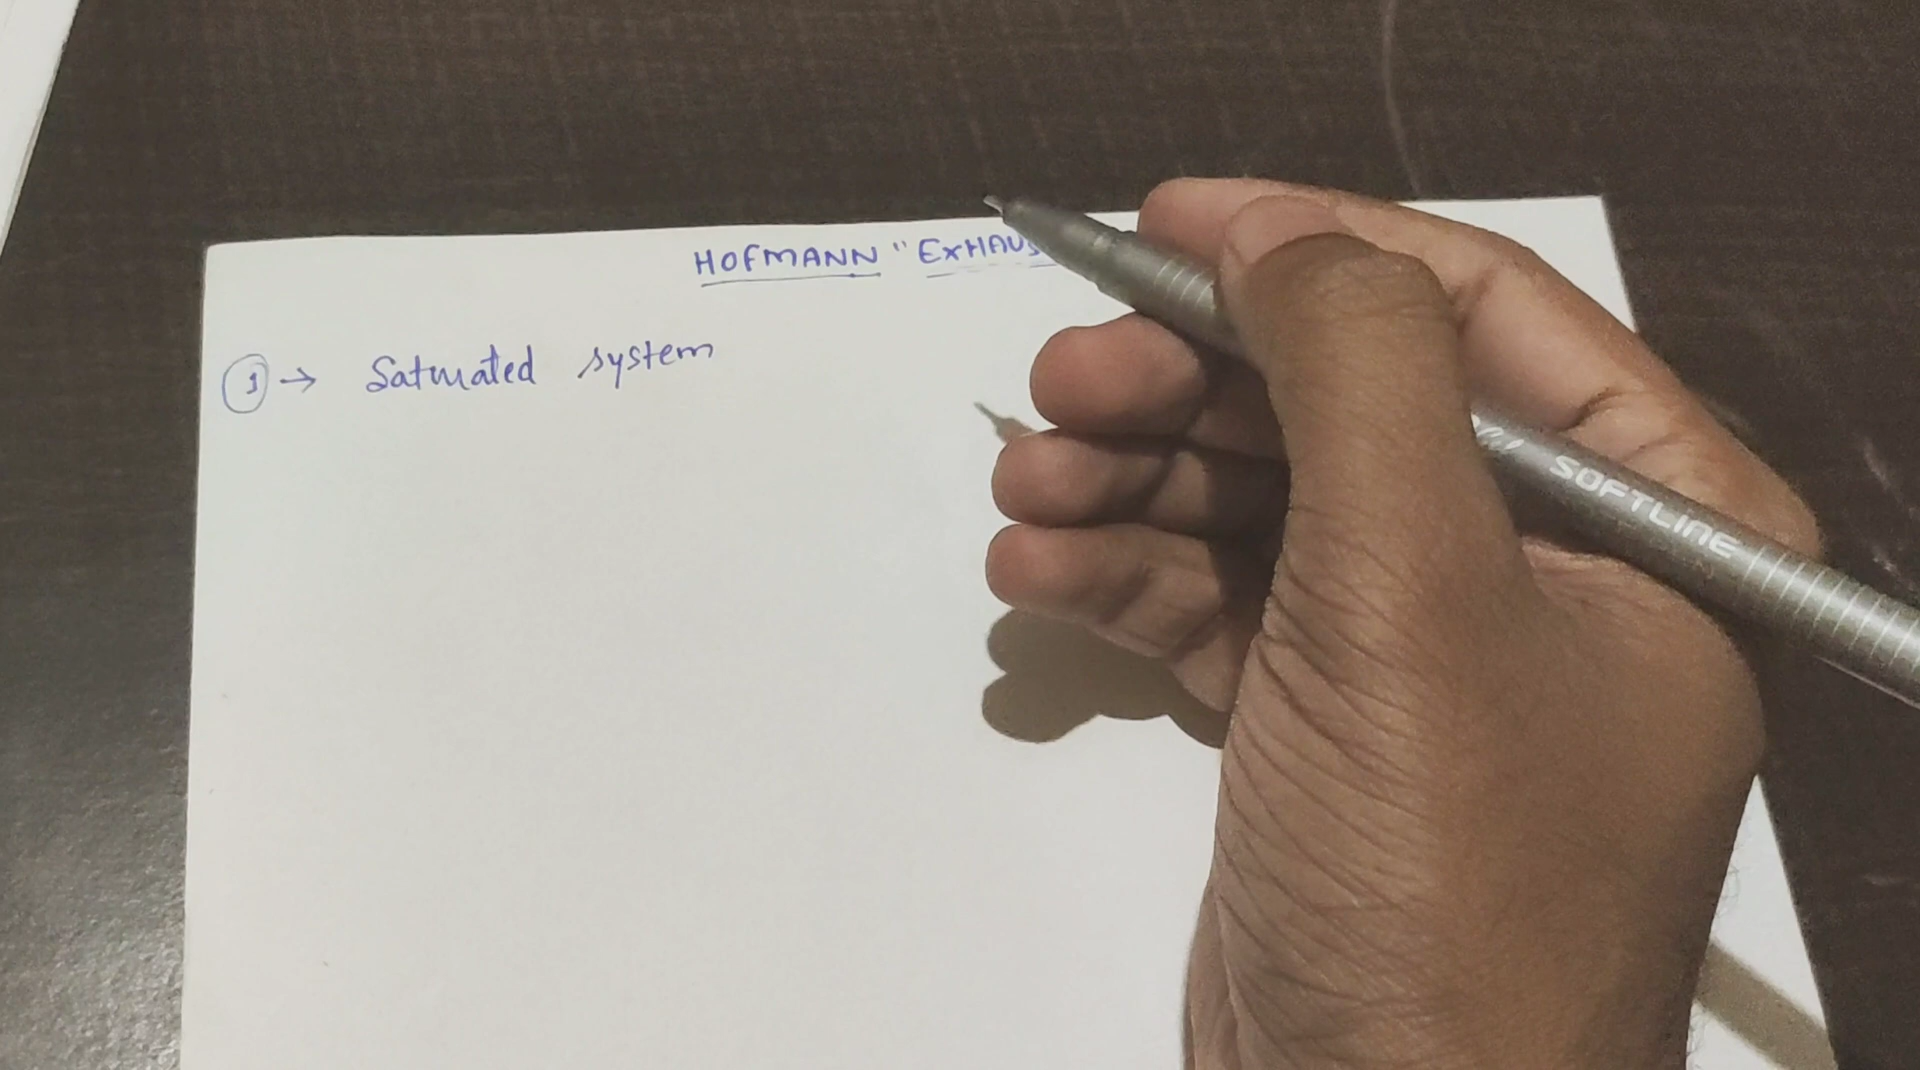 HOFMANN "EXHAUS
① → Saturated system
SOFTLINE